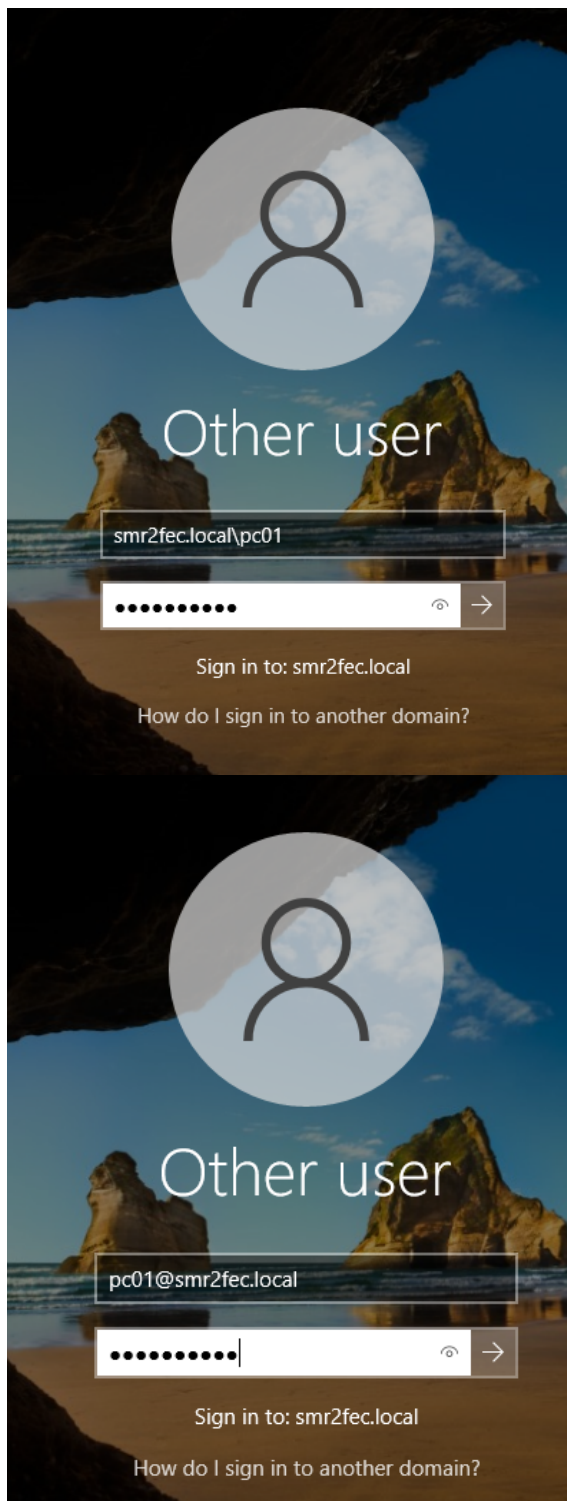 Other user
smr2fec.local\pc01
••••••••••
Sign in to: smr2fec.local
How do I sign in to another domain?
Other user
pc01@smr2fec.local
••••••••••
Sign in to: smr2fec.local
How do I sign in to another domain?